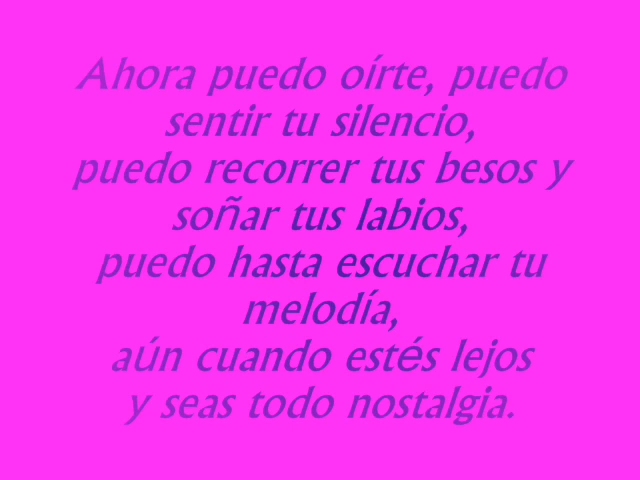 Ahora puedo oírte, puedo
sentir tu silencio,
puedo recorrer tus besos y
soñar tus labios,
puedo hasta escuchar tu
melodía,
aún cuando estés lejos
y seas todo nostalgia.